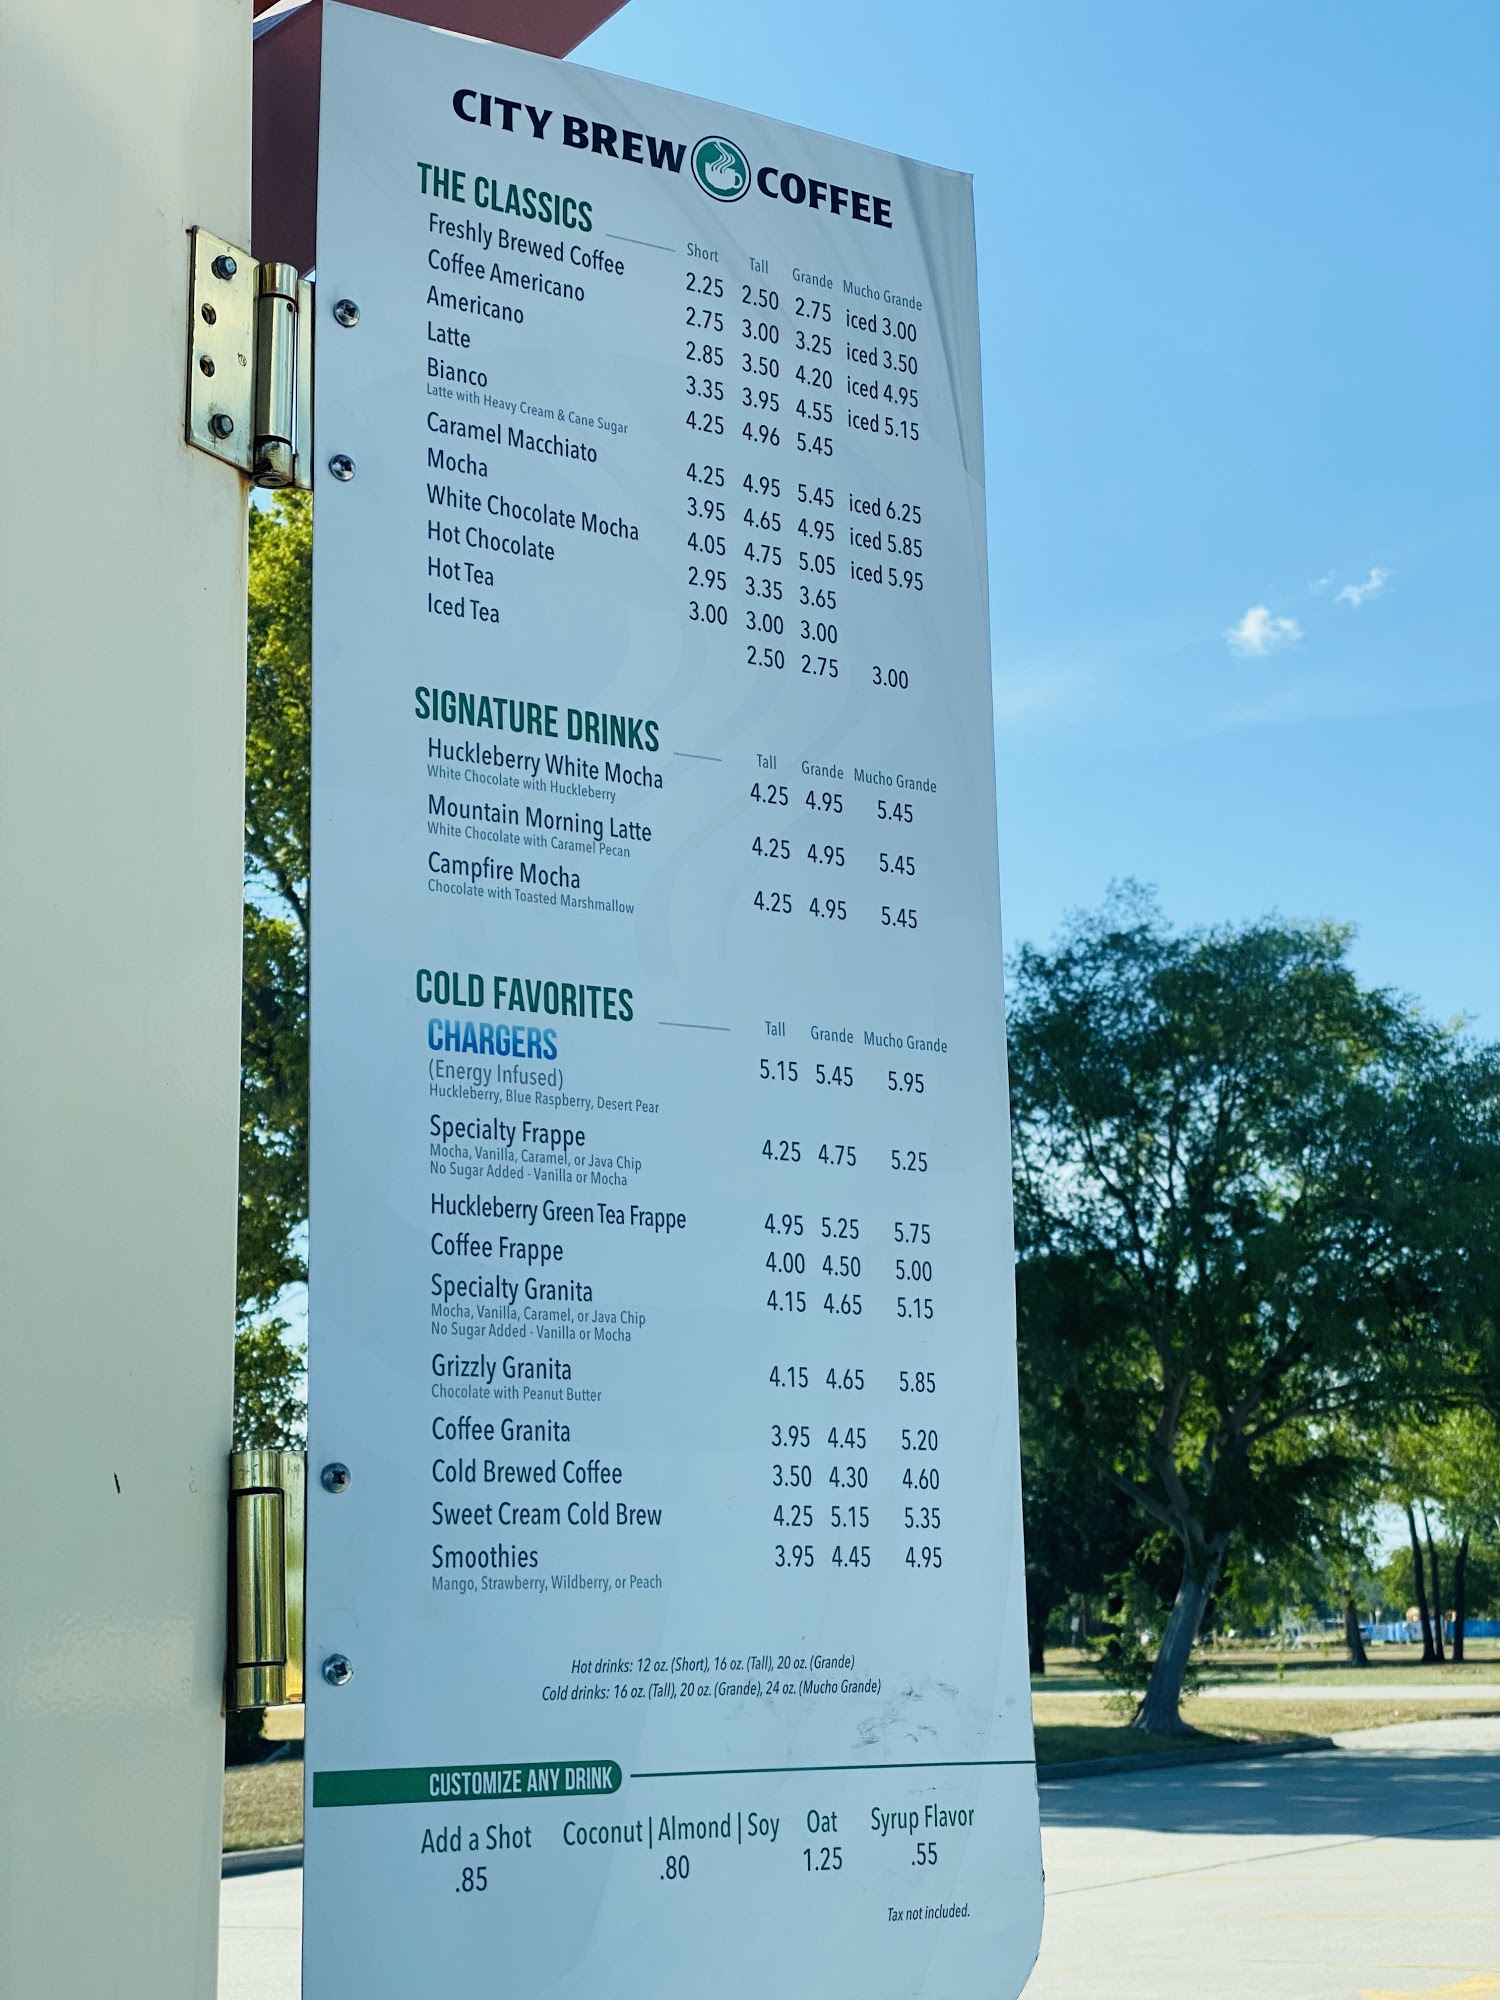 CITY BREW COFFEE
THE CLASSICS
Short Tall Grande Mucho Grande
Freshly Brewed Coffee 2.25 2.50 2.75 iced 3.00
Coffee Americano 2.75 3.00 3.25 iced 3.50
Americano 2.85 3.50 4.20 iced 4.95
Latte 3.35 3.95 4.55 iced 5.15
Bianco 4.25 4.96 5.45
Latte with Heavy Cream & Cane Sugar
Caramel Macchiato 4.25 4.95 5.45 iced 6.25
Mocha 3.95 4.65 4.95 iced 5.85
White Chocolate Mocha 4.05 4.75 5.05 iced 5.95
Hot Chocolate 2.95 3.35 3.65
Hot Tea 3.00 3.00 3.00
Iced Tea 2.50 2.75 3.00
SIGNATURE DRINKS
Tall Grande Mucho Grande
Huckleberry White Mocha 4.25 4.95 5.45
White Chocolate with Huckleberry
Mountain Morning Latte 4.25 4.95 5.45
White Chocolate with Caramel Pecan
Campfire Mocha 4.25 4.95 5.45
Chocolate with Toasted Marshmallow
COLD FAVORITES
Tall Grande Mucho Grande
CHARGERS 5.15 5.45 5.95
(Energy Infused)
Huckleberry, Blue Raspberry, Desert Pear
Specialty Frappe 4.25 4.75 5.25
Mocha, Vanilla, Caramel, or Java Chip
No Sugar Added - Vanilla or Mocha
Huckleberry Green Tea Frappe 4.95 5.25 5.75
Coffee Frappe 4.00 4.50 5.00
Specialty Granita 4.15 4.65 5.15
Mocha, Vanilla, Caramel, or Java Chip
No Sugar Added - Vanilla or Mocha
Grizzly Granita 4.15 4.65 5.85
Chocolate with Peanut Butter
Coffee Granita 3.95 4.45 5.20
Cold Brewed Coffee 3.50 4.30 4.60
Sweet Cream Cold Brew 4.25 5.15 5.35
Smoothies 3.95 4.45 4.95
Mango, Strawberry, Wildberry, or Peach
Hot drinks: 12 oz. (Short), 16 oz. (Tall), 20 oz. (Grande)
Cold drinks: 16 oz. (Tall), 20 oz. (Grande), 24 oz. (Mucho Grande)
CUSTOMIZE ANY DRINK
Add a Shot Coconut | Almond | Soy Oat Syrup Flavor
.85 .80 1.25 .55
Tax not included.